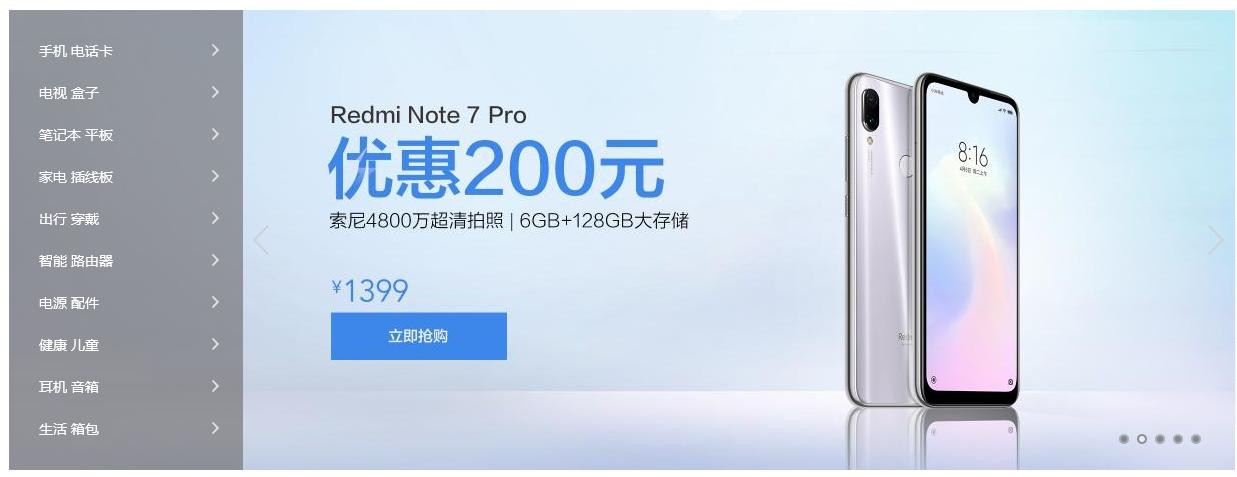 手机 电话卡
电视 盒子
笔记本 平板
家电 插线板
出行 穿戴
智能 路由器
电源 配件
健康 儿童
耳机 音箱
生活 箱包
Redmi Note 7 Pro
优惠200元
索尼4800万超清拍照 | 6GB+128GB大存储
¥1399
立即抢购
8:16